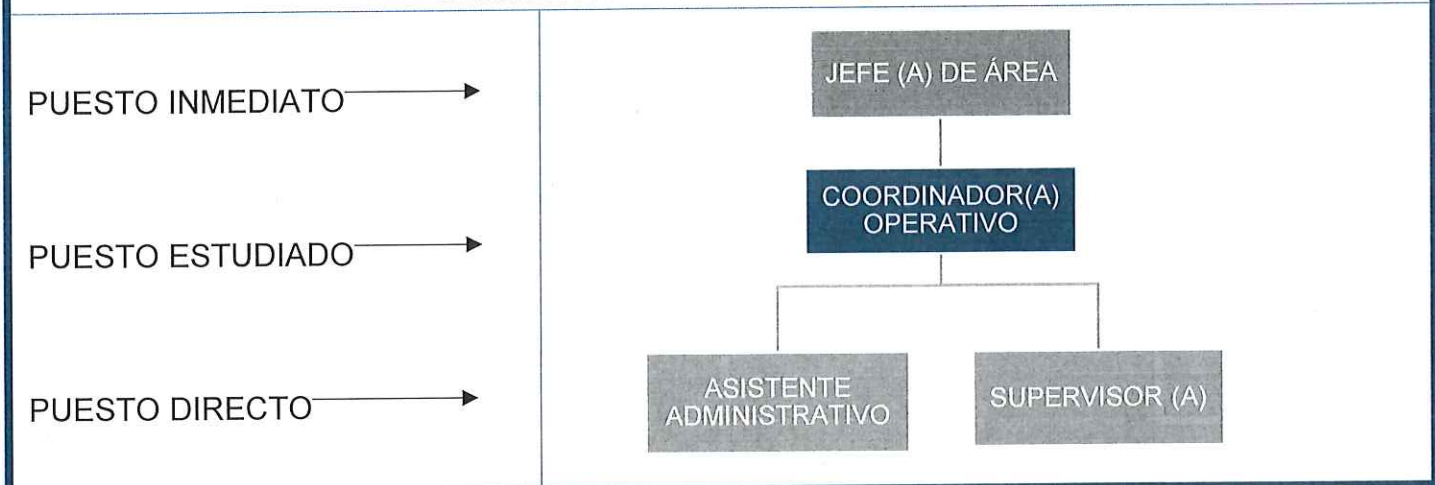 PUESTO INMEDIATO
JEFE (A) DE ÁREA
PUESTO ESTUDIADO
COORDINADOR(A)
OPERATIVO
PUESTO DIRECTO
ASISTENTE
ADMINISTRATIVO
SUPERVISOR (A)